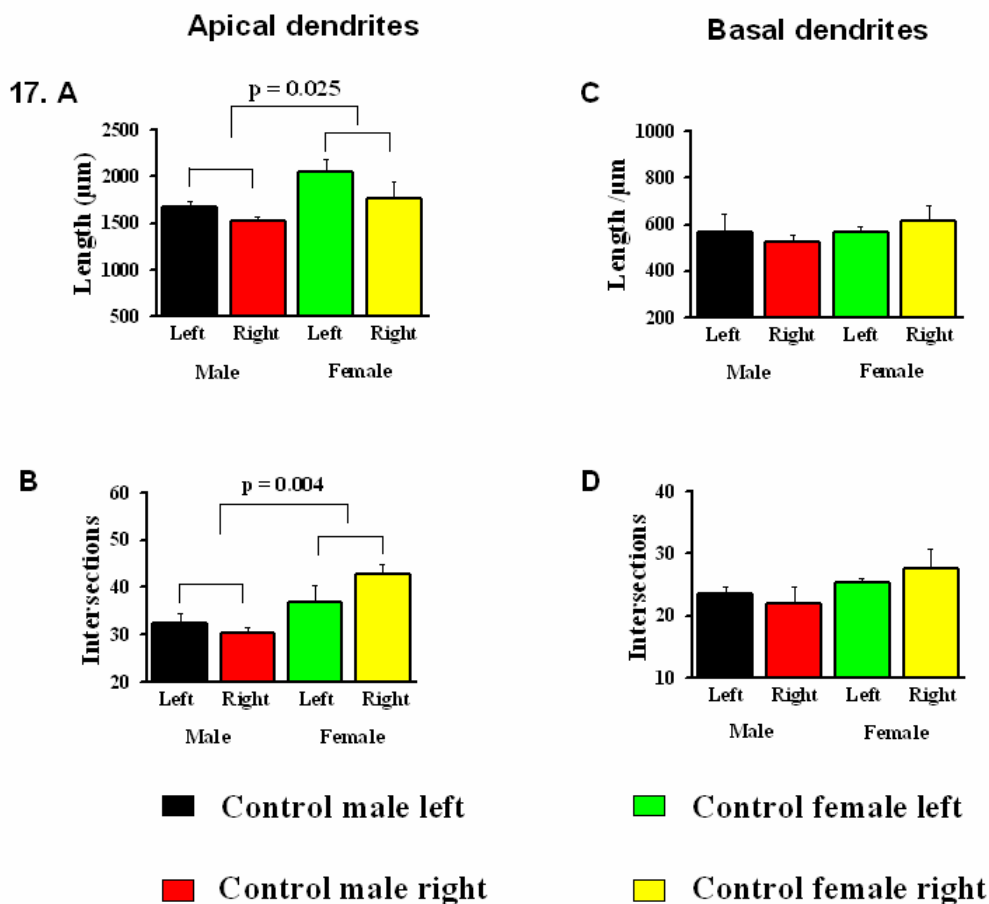 Apical dendrites
Basal dendrites
17. A
p = 0.025
Length (µm)
2500
2000
1500
1000
500
Left Right Left Right
Male Female
C
Length /µm
1000
800
600
400
200
Left Right Left Right
Male Female
B
p = 0.004
Intersections
60
50
40
30
20
Left Right Left Right
Male Female
D
Intersections
40
30
20
10
Left Right Left Right
Male Female
Control male left
Control female left
Control male right
Control female right